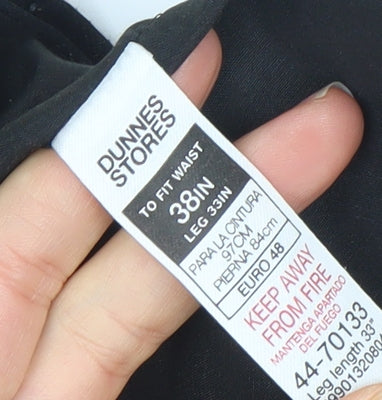 DUNNES
STORES
TO FIT WAIST
38IN
LEG 33IN
PARA LA CINTURA
97CM
PIERNA 84cm
EURO 48
KEEP AWAY
FROM FIRE
MANTENGA APARTADO
DEL FUEGO
44-70133
Leg length 33"